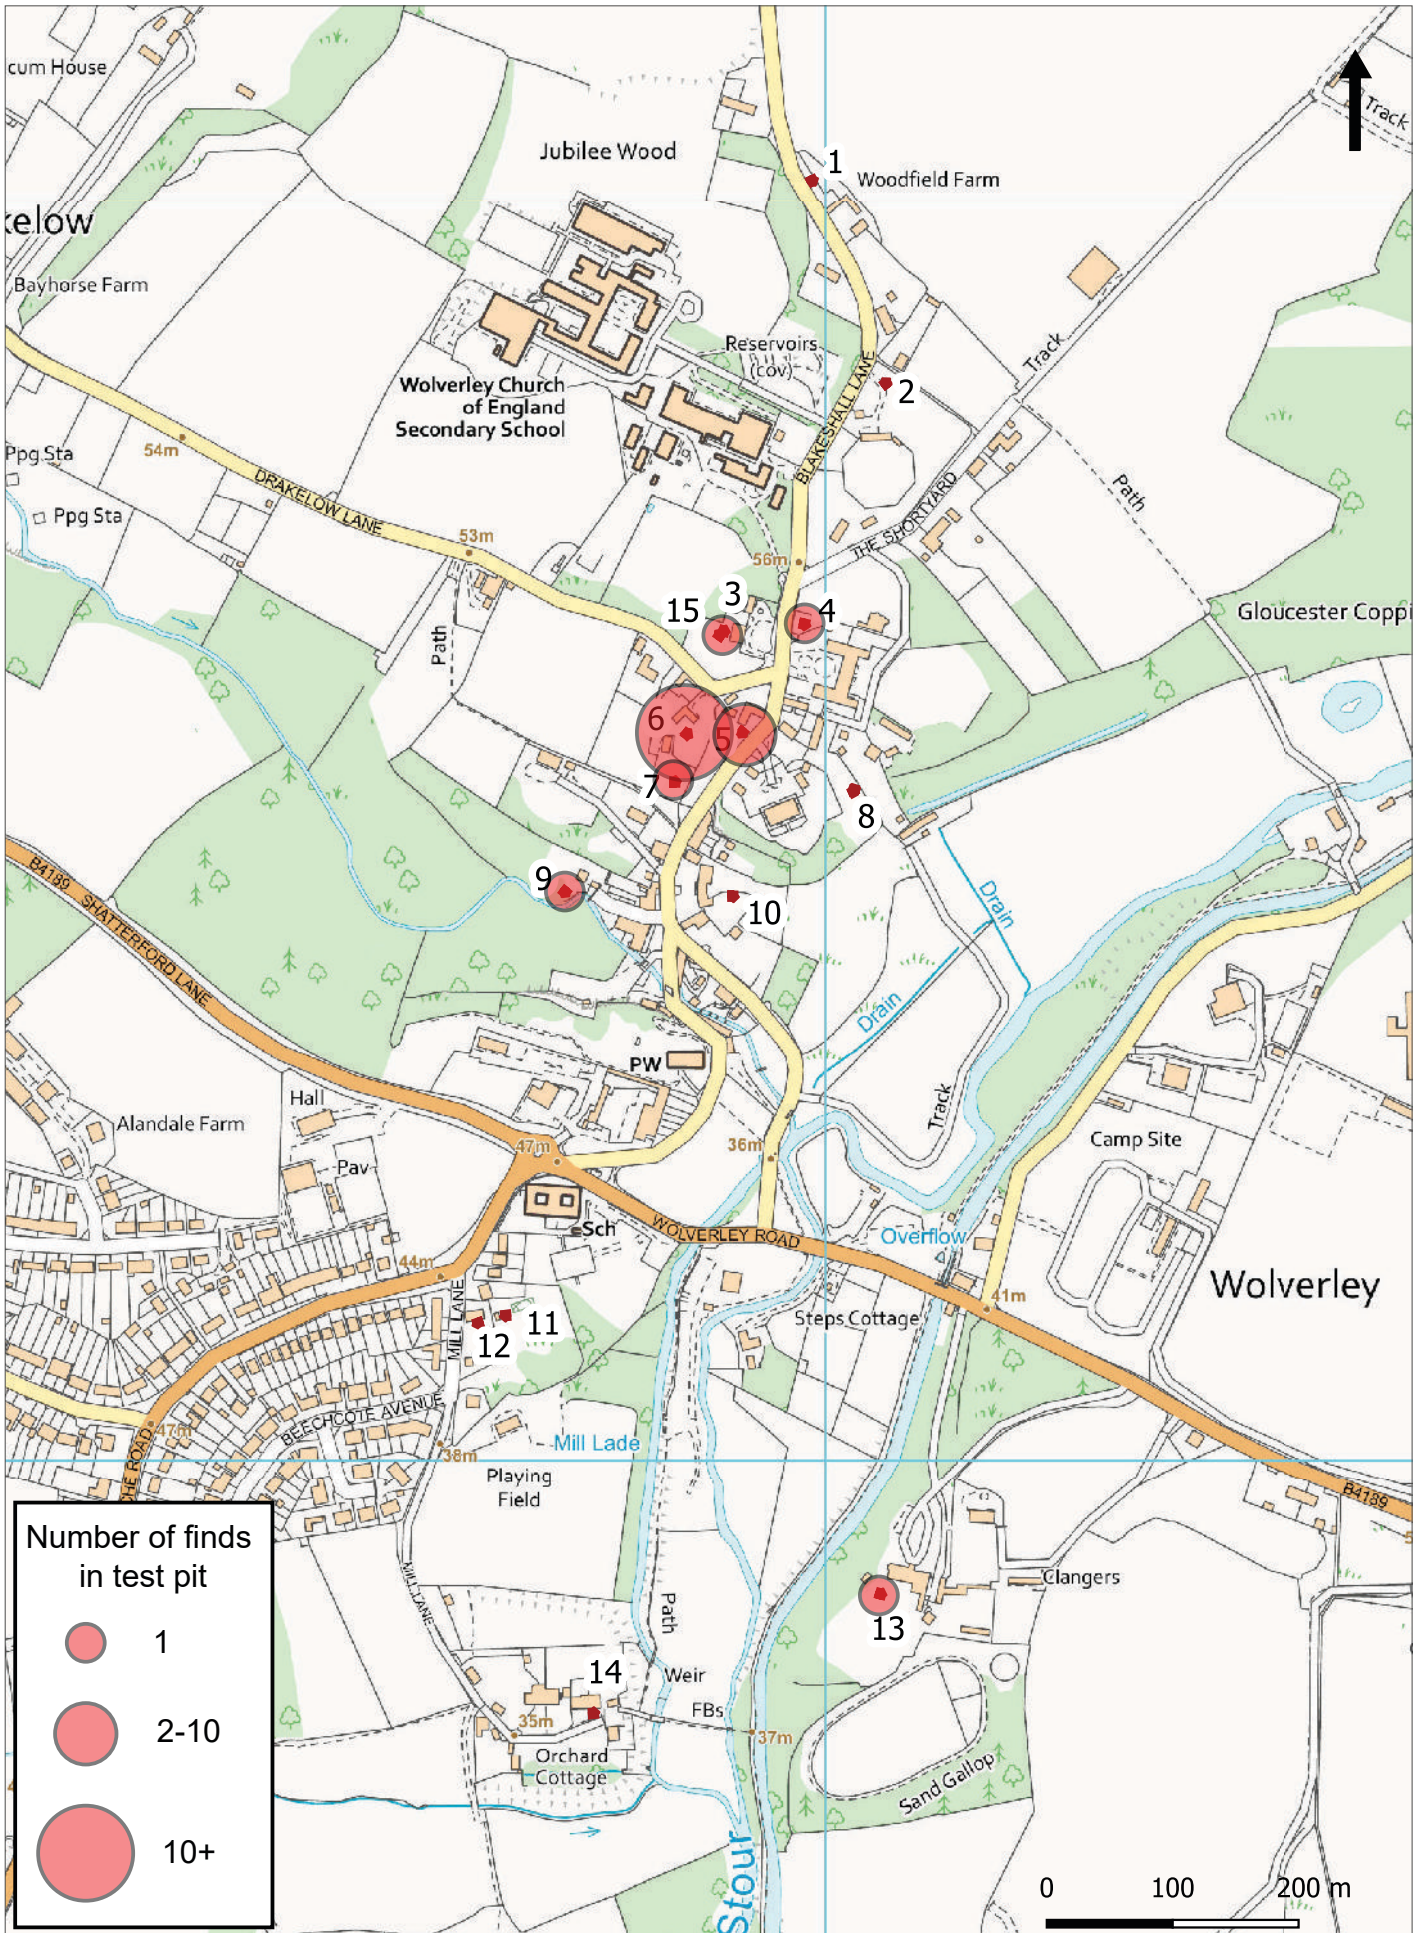 cum House
Track
Jubilee Wood
1
Woodfield Farm
kelow
Bayhorse Farm
Reservoirs
(cov)
Track
BLAKESHALL LANE
2
Wolverley Church
of England
Secondary School
54m
Ppg Sta
DRAKELOW LANE
Path
Ppg Sta
53m
THE SHORTYARD
56m
15
3
4
Gloucester Coppi
Path
6
5
7
8
B4189
SHATTERFORD LANE
9
10
Drain
Drain
PW
Hall
Alandale Farm
Track
Camp Site
47m
36m
Pav
Sch
WOLVERLEY ROAD
Overflow
44m
Wolverley
MILL LANE
41m
Steps Cottage
11
12
BEECHCOTE AVENUE
47m
38m
Mill Lade
CHE ROAD
Playing
Field
B4189
Number of finds
in test pit
1
2-10
10+
MILL LANE
Path
Clangers
13
14
Weir
FBs
35m
37m
Orchard
Cottage
Sand Gallop
Stour
0 100 200 m